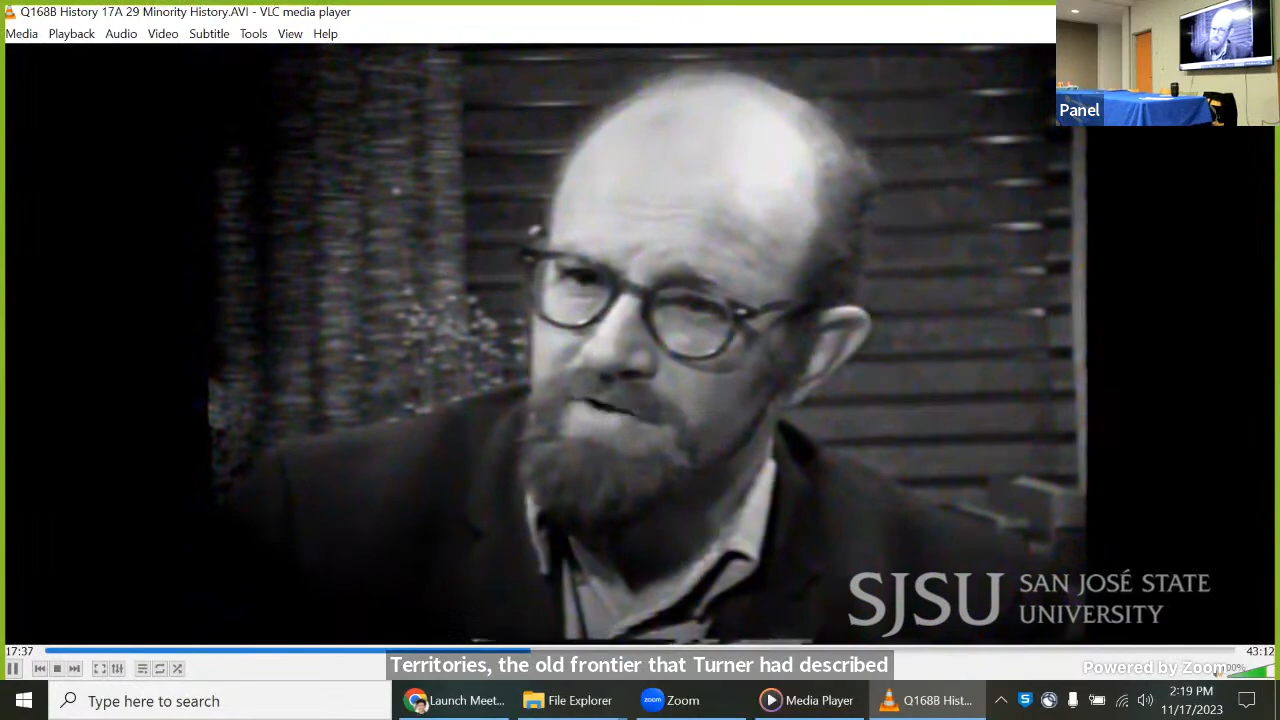 Q168B History 17A 29 Minority History.AVI - VLC media player
Media Playback Audio Video Subtitle Tools View Help
Panel
SJSU SAN JOSÉ STATE
UNIVERSITY
17:37
43:12
Territories, the old frontier that Turner had described
Powered by Zoom
Type here to search
Launch Meet...
File Explorer
Zoom
zoom
Media Player
Q168B Hist...
2:19 PM
11/17/2023